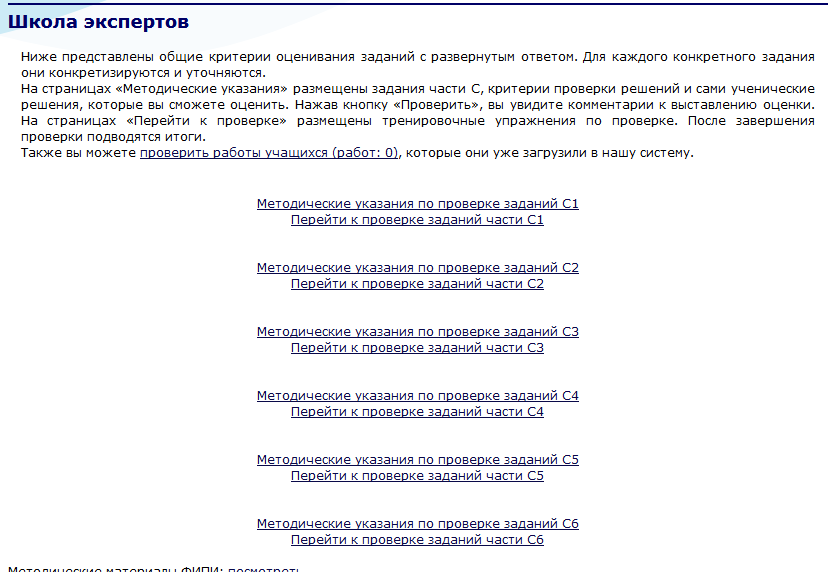 Школа экспертов
Ниже представлены общие критерии оценивания заданий с развернутым ответом. Для каждого конкретного задания
они конкретизируются и уточняются.
На страницах «Методические указания» размещены задания части С, критерии проверки решений и сами ученические
решения, которые вы сможете оценить. Нажав кнопку «Проверить», вы увидите комментарии к выставлению оценки.
На страницах «Перейти к проверке» размещены тренировочные упражнения по проверке. После завершения
проверки подводятся итоги.
Также вы можете проверить работы учащихся (работ: 0), которые они уже загрузили в нашу систему.
Методические указания по проверке заданий С1
Перейти к проверке заданий части С1
Методические указания по проверке заданий С2
Перейти к проверке заданий части С2
Методические указания по проверке заданий С3
Перейти к проверке заданий части С3
Методические указания по проверке заданий С4
Перейти к проверке заданий части С4
Методические указания по проверке заданий С5
Перейти к проверке заданий части С5
Методические указания по проверке заданий С6
Перейти к проверке заданий части С6
Методические материалы ФИПИ: посмотреть